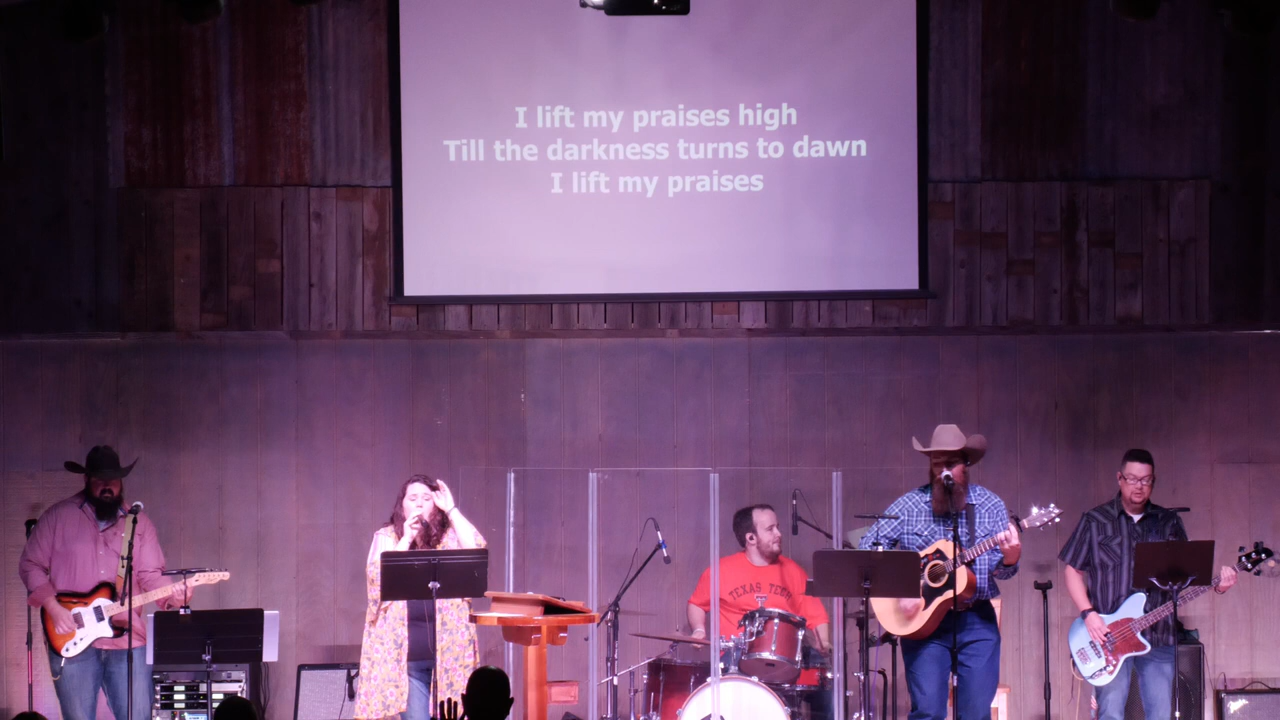 I lift my praises high
Till the darkness turns to dawn
I lift my praises
TEXAS TECH